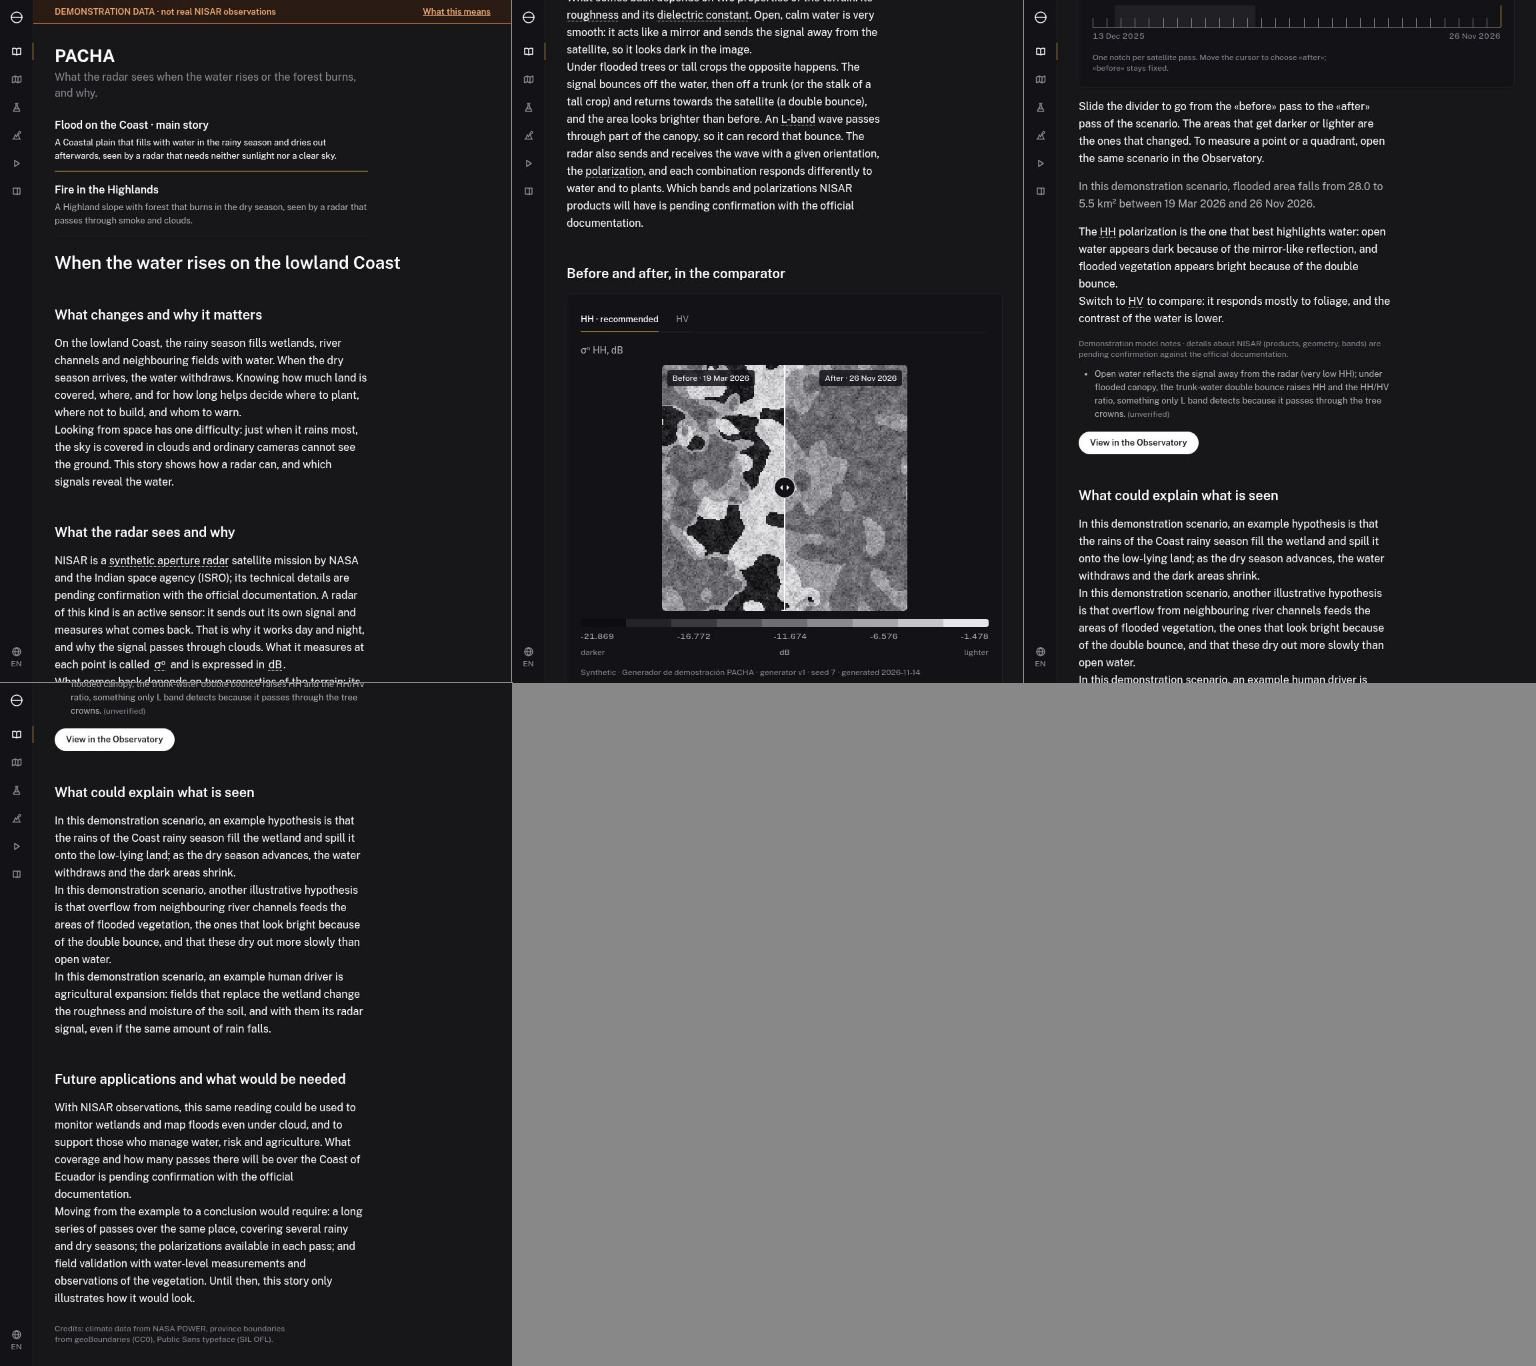 DEMONSTRATION DATA · not real NISAR observations
What this means
PACHA
What the radar sees when the water rises or the forest burns,
and why.
Flood on the Coast · main story
A Coastal plain that fills with water in the rainy season and dries out
afterwards, seen by a radar that needs neither sunlight nor a clear sky.
Fire in the Highlands
A Highland slope with forest that burns in the dry season, seen by a radar that
passes through smoke and clouds.
When the water rises on the lowland Coast
What changes and why it matters
On the lowland Coast, the rainy season fills wetlands, river
channels and neighbouring fields with water. When the dry
season arrives, the water withdraws. Knowing how much land is
covered, where, and for how long helps decide where to plant,
where not to build, and whom to warn.
Looking from space has one difficulty: just when it rains most,
the sky is covered in clouds and ordinary cameras cannot see
the ground. This story shows how a radar can, and which
signals reveal the water.
What the radar sees and why
NISAR is a synthetic aperture radar satellite mission by NASA
and the Indian space agency (ISRO); its technical details are
pending confirmation with the official documentation. A radar
of this kind is an active sensor: it sends out its own signal and
measures what comes back. That is why it works day and night,
and why the signal passes through clouds. What it measures at
each point is called σ⁰ and is expressed in dB.
What comes back depends on two properties of the terrain: its
EN
roughness and its dielectric constant. Open, calm water is very
smooth: it acts like a mirror and sends the signal away from the
satellite, so it looks dark in the image.
Under flooded trees or tall crops the opposite happens. The
signal bounces off the water, then off a trunk (or the stalk of a
tall crop) and returns towards the satellite (a double bounce),
and the area looks brighter than before. An L-band wave passes
through part of the canopy, so it can record that bounce. The
radar also sends and receives the wave with a given orientation,
the polarization, and each combination responds differently to
water and to plants. Which bands and polarizations NISAR
products will have is pending confirmation with the official
documentation.
Before and after, in the comparator
HH · recommended
HV
σ⁰ HH, dB
Before · 19 Mar 2026
After · 26 Nov 2026
-21.869
-16.772
-11.674
-6.576
-1.478
darker
dB
lighter
Synthetic · Generador de demostración PACHA · generator v1 · seed 7 · generated 2026-11-14
EN
13 Dec 2025
26 Nov 2026
One notch per satellite pass. Move the cursor to choose «after»;
«before» stays fixed.
Slide the divider to go from the «before» pass to the «after»
pass of the scenario. The areas that get darker or lighter are
the ones that changed. To measure a point or a quadrant, open
the same scenario in the Observatory.
In this demonstration scenario, flooded area falls from 28.0 to
5.5 km² between 19 Mar 2026 and 26 Nov 2026.
The HH polarization is the one that best highlights water: open
water appears dark because of the mirror-like reflection, and
flooded vegetation appears bright because of the double
bounce.
Switch to HV to compare: it responds mostly to foliage, and the
contrast of the water is lower.
Demonstration model notes · details about NISAR (products, geometry, bands) are
pending confirmation against the official documentation.
• Open water reflects the signal away from the radar (very low HH); under
flooded canopy, the trunk-water double bounce raises HH and the HH/HV
ratio, something only L band detects because it passes through the tree
crowns. (unverified)
View in the Observatory
What could explain what is seen
In this demonstration scenario, an example hypothesis is that
the rains of the Coast rainy season fill the wetland and spill it
onto the low-lying land; as the dry season advances, the water
withdraws and the dark areas shrink.
In this demonstration scenario, another illustrative hypothesis
is that overflow from neighbouring river channels feeds the
areas of flooded vegetation, the ones that look bright because
of the double bounce, and that these dry out more slowly than
open water.
In this demonstration scenario, an example human driver is
EN
flooded canopy, the trunk-water double bounce raises HH and the HH/HV
ratio, something only L band detects because it passes through the tree
crowns. (unverified)
View in the Observatory
What could explain what is seen
In this demonstration scenario, an example hypothesis is that
the rains of the Coast rainy season fill the wetland and spill it
onto the low-lying land; as the dry season advances, the water
withdraws and the dark areas shrink.
In this demonstration scenario, another illustrative hypothesis
is that overflow from neighbouring river channels feeds the
areas of flooded vegetation, the ones that look bright because
of the double bounce, and that these dry out more slowly than
open water.
In this demonstration scenario, an example human driver is
agricultural expansion: fields that replace the wetland change
the roughness and moisture of the soil, and with them its radar
signal, even if the same amount of rain falls.
Future applications and what would be needed
With NISAR observations, this same reading could be used to
monitor wetlands and map floods even under cloud, and to
support those who manage water, risk and agriculture. What
coverage and how many passes there will be over the Coast of
Ecuador is pending confirmation with the official
documentation.
Moving from the example to a conclusion would require: a long
series of passes over the same place, covering several rainy
and dry seasons; the polarizations available in each pass; and
field validation with water-level measurements and
observations of the vegetation. Until then, this story only
illustrates how it would look.
Credits: climate data from NASA POWER, province boundaries
from geoBoundaries (CC0), Public Sans typeface (SIL OFL).
EN